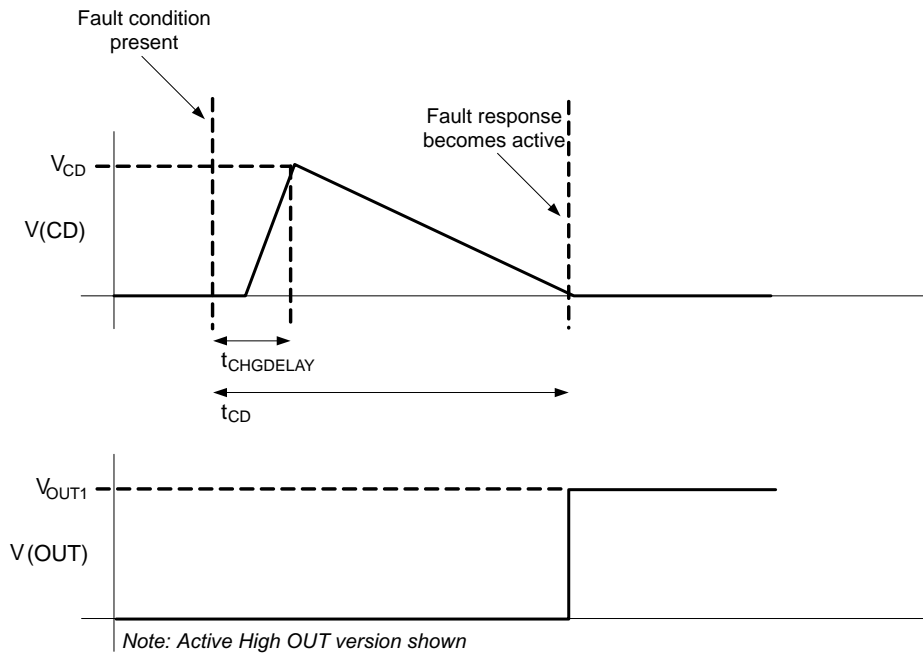 Fault condition
present
Fault response
becomes active
VCD
V(CD)
tCHGDELAY
tCD
VOUT1
V(OUT)
Note: Active High OUT version shown